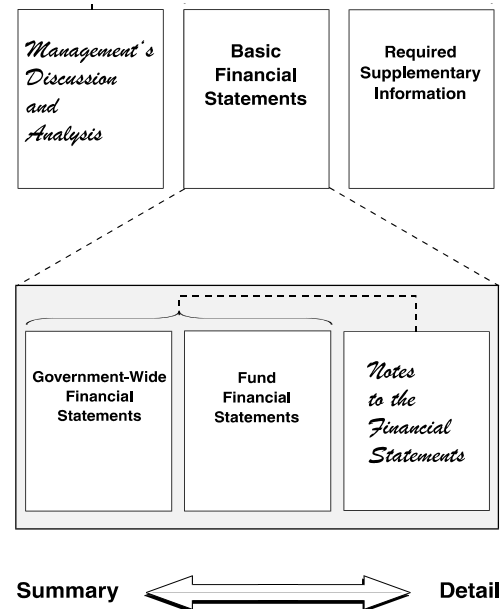 Management's
Discussion
and
Analysis
Basic
Financial
Statements
Required
Supplementary
Information
Government-Wide
Financial
Statements
Fund
Financial
Statements
Notes
to the
Financial
Statements
Summary
Detail